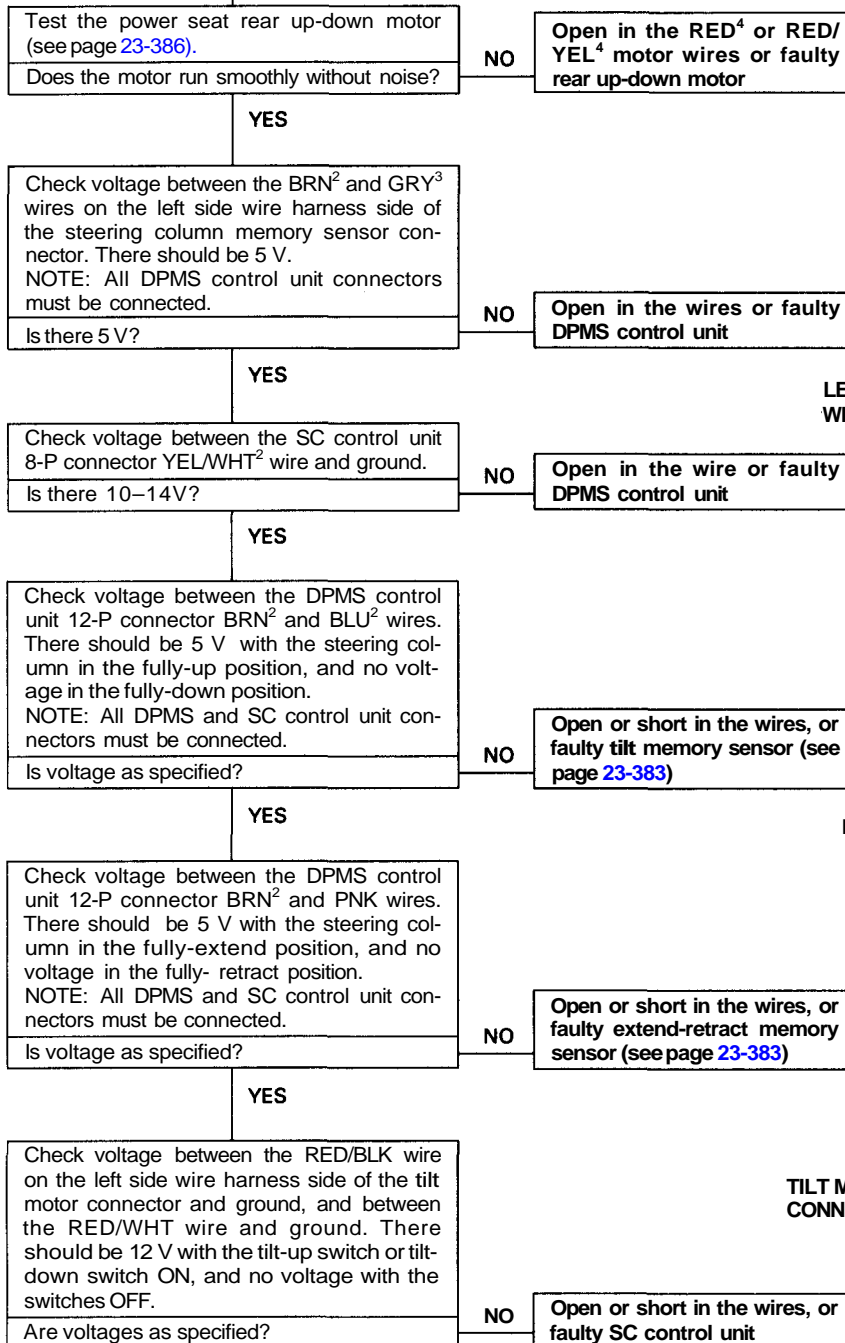 Test the power seat rear up-down motor
(see page 23-386).
Does the motor run smoothly without noise?
NO
Open in the RED⁴ or RED/
YEL⁴ motor wires or faulty
rear up-down motor
YES
Check voltage between the BRN² and GRY³
wires on the left side wire harness side of
the steering column memory sensor con-
nector. There should be 5 V.
NOTE: All DPMS control unit connectors
must be connected.
Is there 5 V?
NO
Open in the wires or faulty
DPMS control unit
YES
LE
WI
Check voltage between the SC control unit
8-P connector YEL/WHT² wire and ground.
Is there 10–14V?
NO
Open in the wire or faulty
DPMS control unit
YES
Check voltage between the DPMS control
unit 12-P connector BRN² and BLU² wires.
There should be 5 V with the steering col-
umn in the fully-up position, and no volt-
age in the fully-down position.
NOTE: All DPMS and SC control unit con-
nectors must be connected.
Is voltage as specified?
NO
Open or short in the wires, or
faulty tilt memory sensor (see
page 23-383)
YES
Check voltage between the DPMS control
unit 12-P connector BRN² and PNK wires.
There should be 5 V with the steering col-
umn in the fully-extend position, and no
voltage in the fully- retract position.
NOTE: All DPMS and SC control unit con-
nectors must be connected.
Is voltage as specified?
NO
Open or short in the wires, or
faulty extend-retract memory
sensor (see page 23-383)
YES
Check voltage between the RED/BLK wire
on the left side wire harness side of the tilt
motor connector and ground, and between
the RED/WHT wire and ground. There
should be 12 V with the tilt-up switch or tilt-
down switch ON, and no voltage with the
switches OFF.
Are voltages as specified?
TILT M
CONN
NO
Open or short in the wires, or
faulty SC control unit